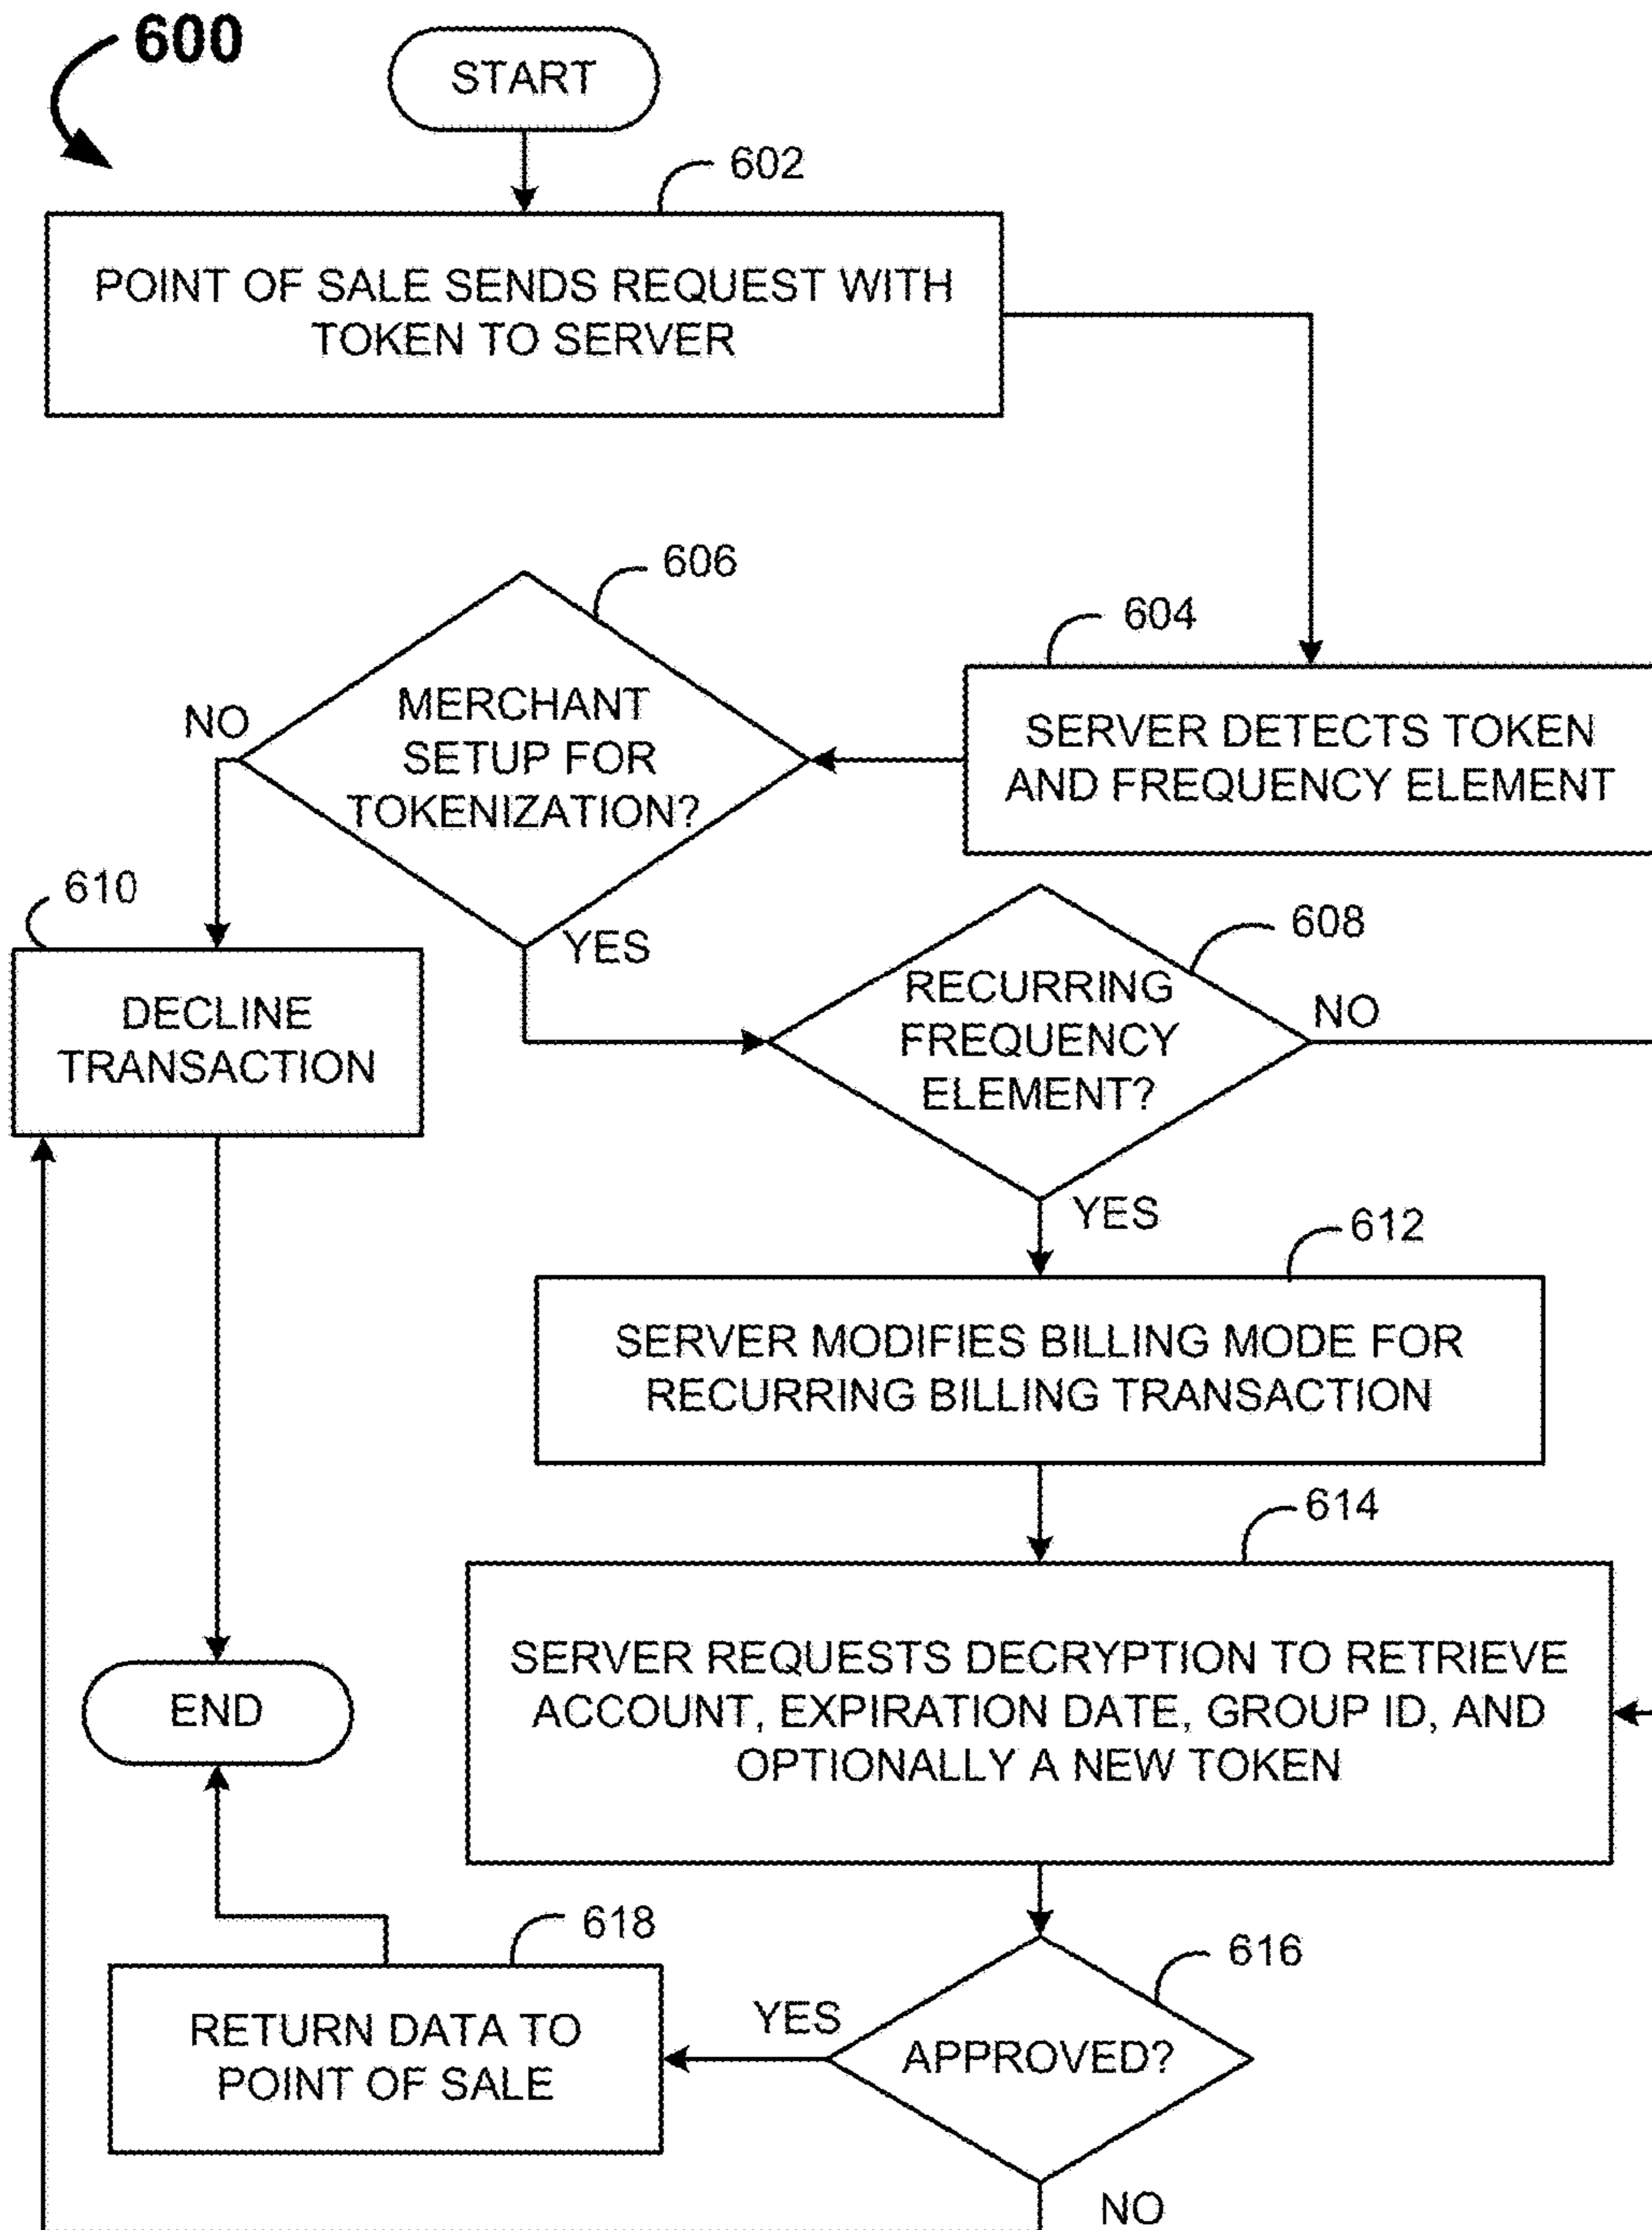 600
START
602
POINT OF SALE SENDS REQUEST WITH
TOKEN TO SERVER
606
604
NO
MERCHANT
SETUP FOR
TOKENIZATION?
SERVER DETECTS TOKEN
AND FREQUENCY ELEMENT
610
YES
608
DECLINE
TRANSACTION
RECURRING
FREQUENCY
ELEMENT?
NO
YES
612
SERVER MODIFIES BILLING MODE FOR
RECURRING BILLING TRANSACTION
614
SERVER REQUESTS DECRYPTION TO RETRIEVE
ACCOUNT, EXPIRATION DATE, GROUP ID, AND
OPTIONALLY A NEW TOKEN
END
618
616
RETURN DATA TO
POINT OF SALE
YES
APPROVED?
NO